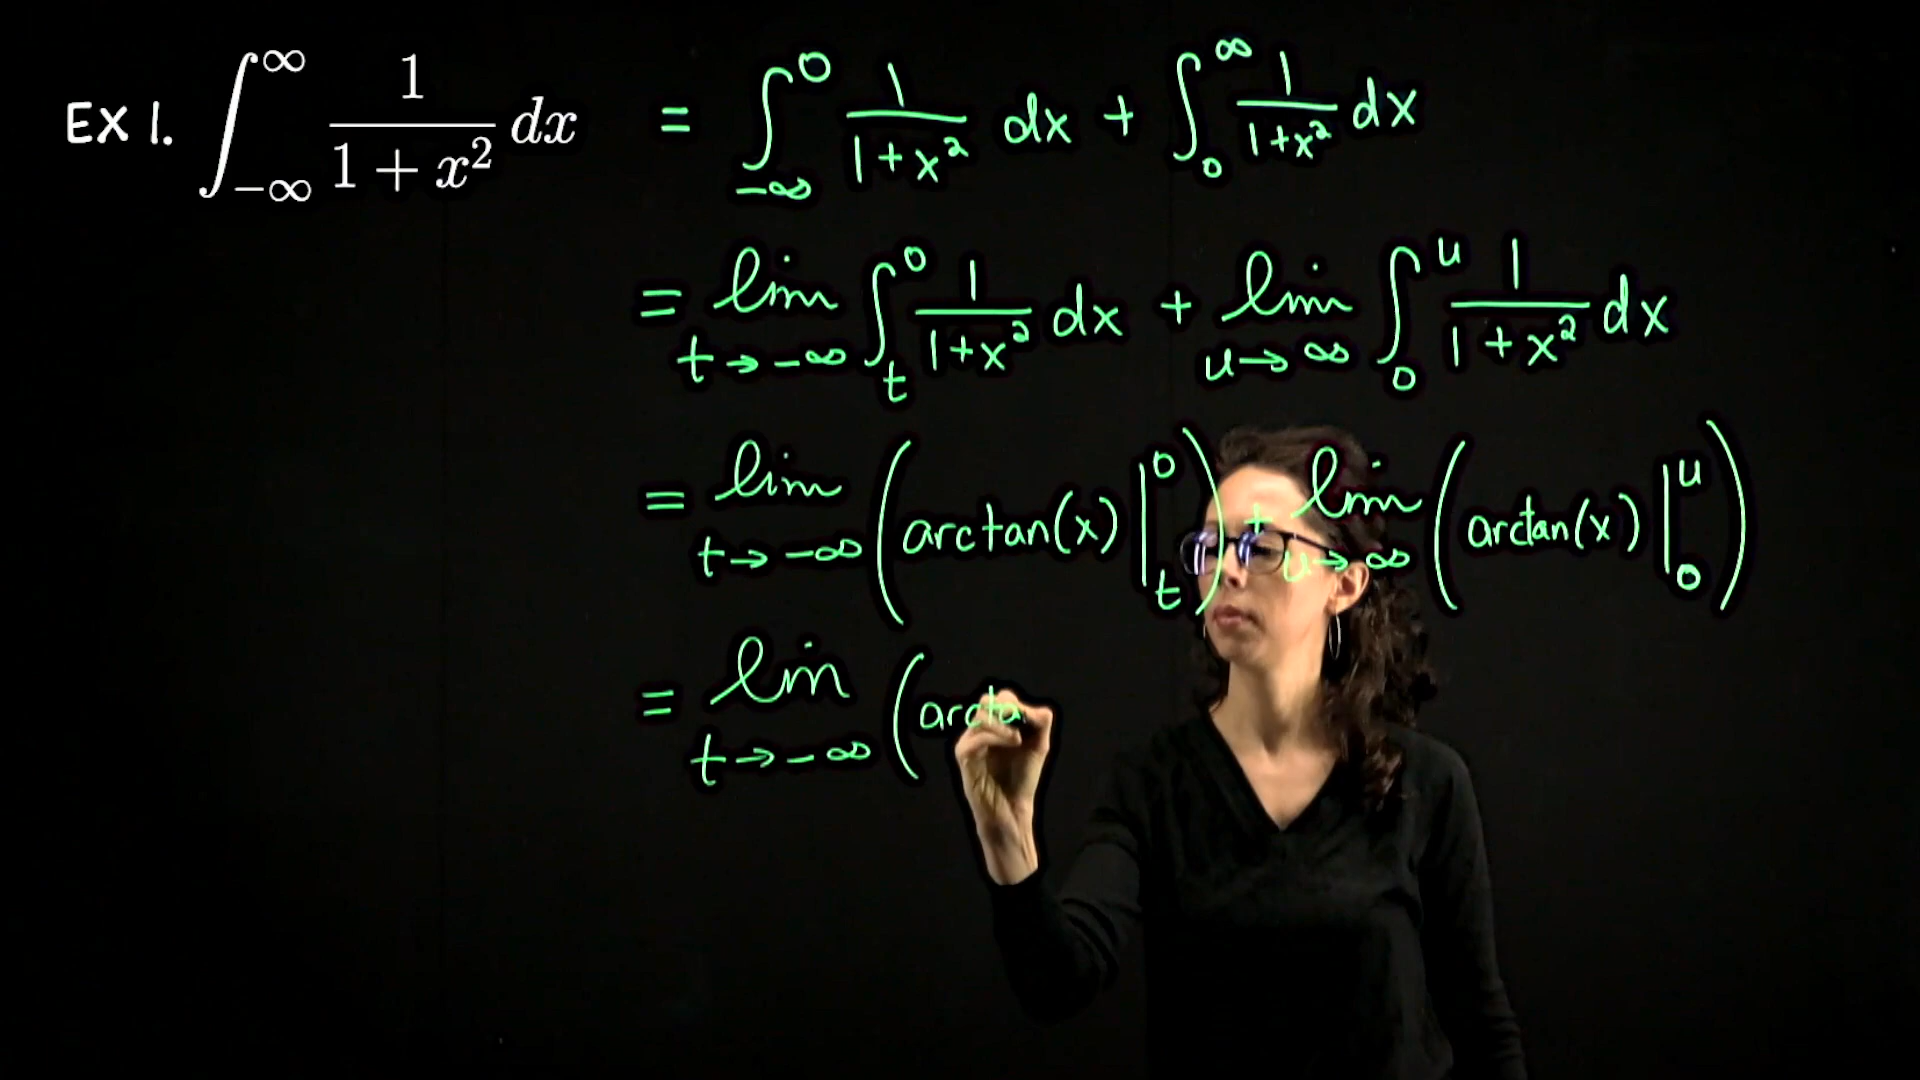 EX 1. ∫_{-∞}^{∞} 1/(1+x²) dx = ∫_{-∞}^{0} 1/(1+x²) dx + ∫_{0}^{∞} 1/(1+x²) dx
= lim_{t→-∞} ∫_{t}^{0} 1/(1+x²) dx + lim_{u→∞} ∫_{0}^{u} 1/(1+x²) dx
= lim_{t→-∞} (arctan(x) |_{t}^{0}) + lim_{u→∞} (arctan(x) |_{0}^{u})
= lim_{t→-∞} (arcta